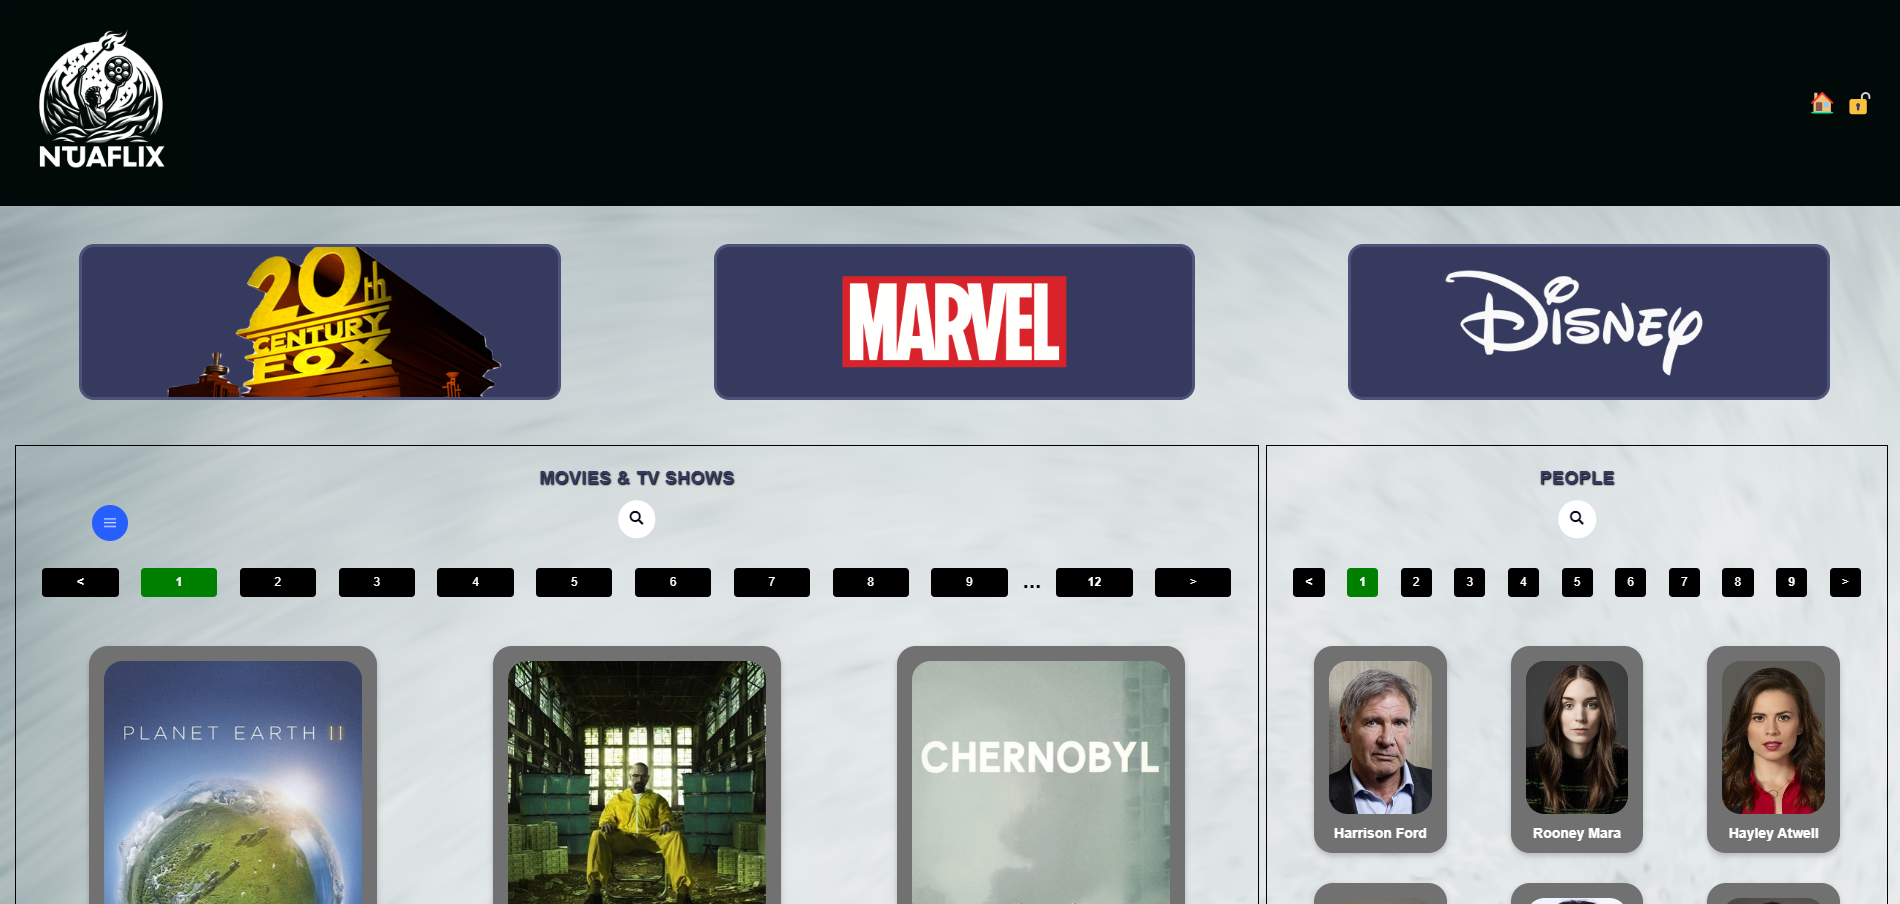 NTUAFLIX
20th
CENTURY
FOX
MARVEL
Disney
MOVIES & TV SHOWS
< 1 2 3 4 5 6 7 8 9 ... 12 >
PLANET EARTH II
CHERNOBYL
PEOPLE
< 1 2 3 4 5 6 7 8 9 >
Harrison Ford
Rooney Mara
Hayley Atwell